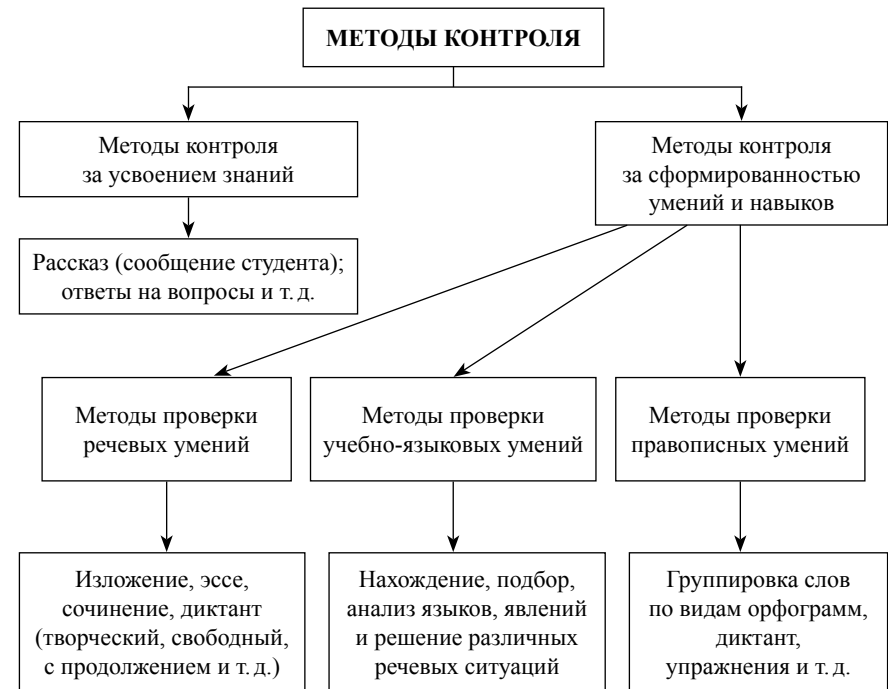 МЕТОДЫ КОНТРОЛЯ
Методы контроля
за усвоением знаний
Методы контроля
за сформированностью
умений и навыков
Рассказ (сообщение студента);
ответы на вопросы и т. д.
Методы проверки
речевых умений
Методы проверки
учебно-языковых умений
Методы проверки
правописных умений
Изложение, эссе,
сочинение, диктант
(творческий, свободный,
с продолжением и т. д.)
Нахождение, подбор,
анализ языков, явлений
и решение различных
речевых ситуаций
Группировка слов
по видам орфограмм,
диктант,
упражнения и т. д.